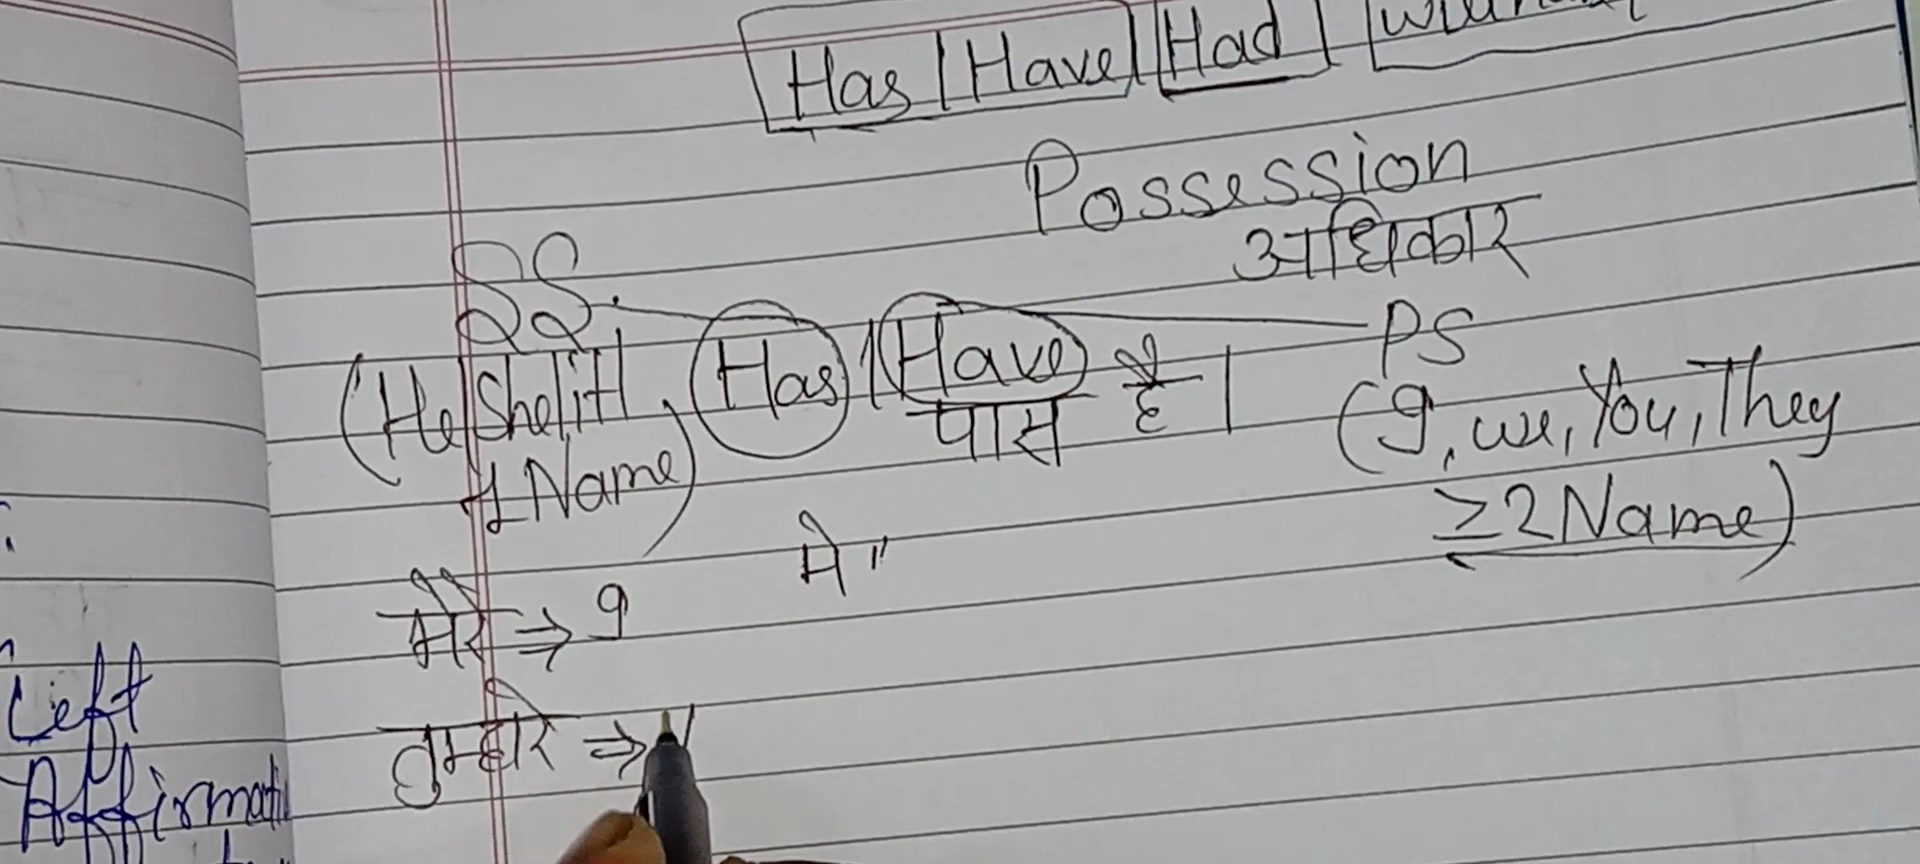 Has | Have | Had
Possession
अधिकार
SS.
PS
(He|She|it| Has | Have है |
पास
1 Name)
(I, we, You, They
≥2 Name)
मे "
मेरे ⇒ I
तुम्हारे ⇒ Y
Left
Affirmati